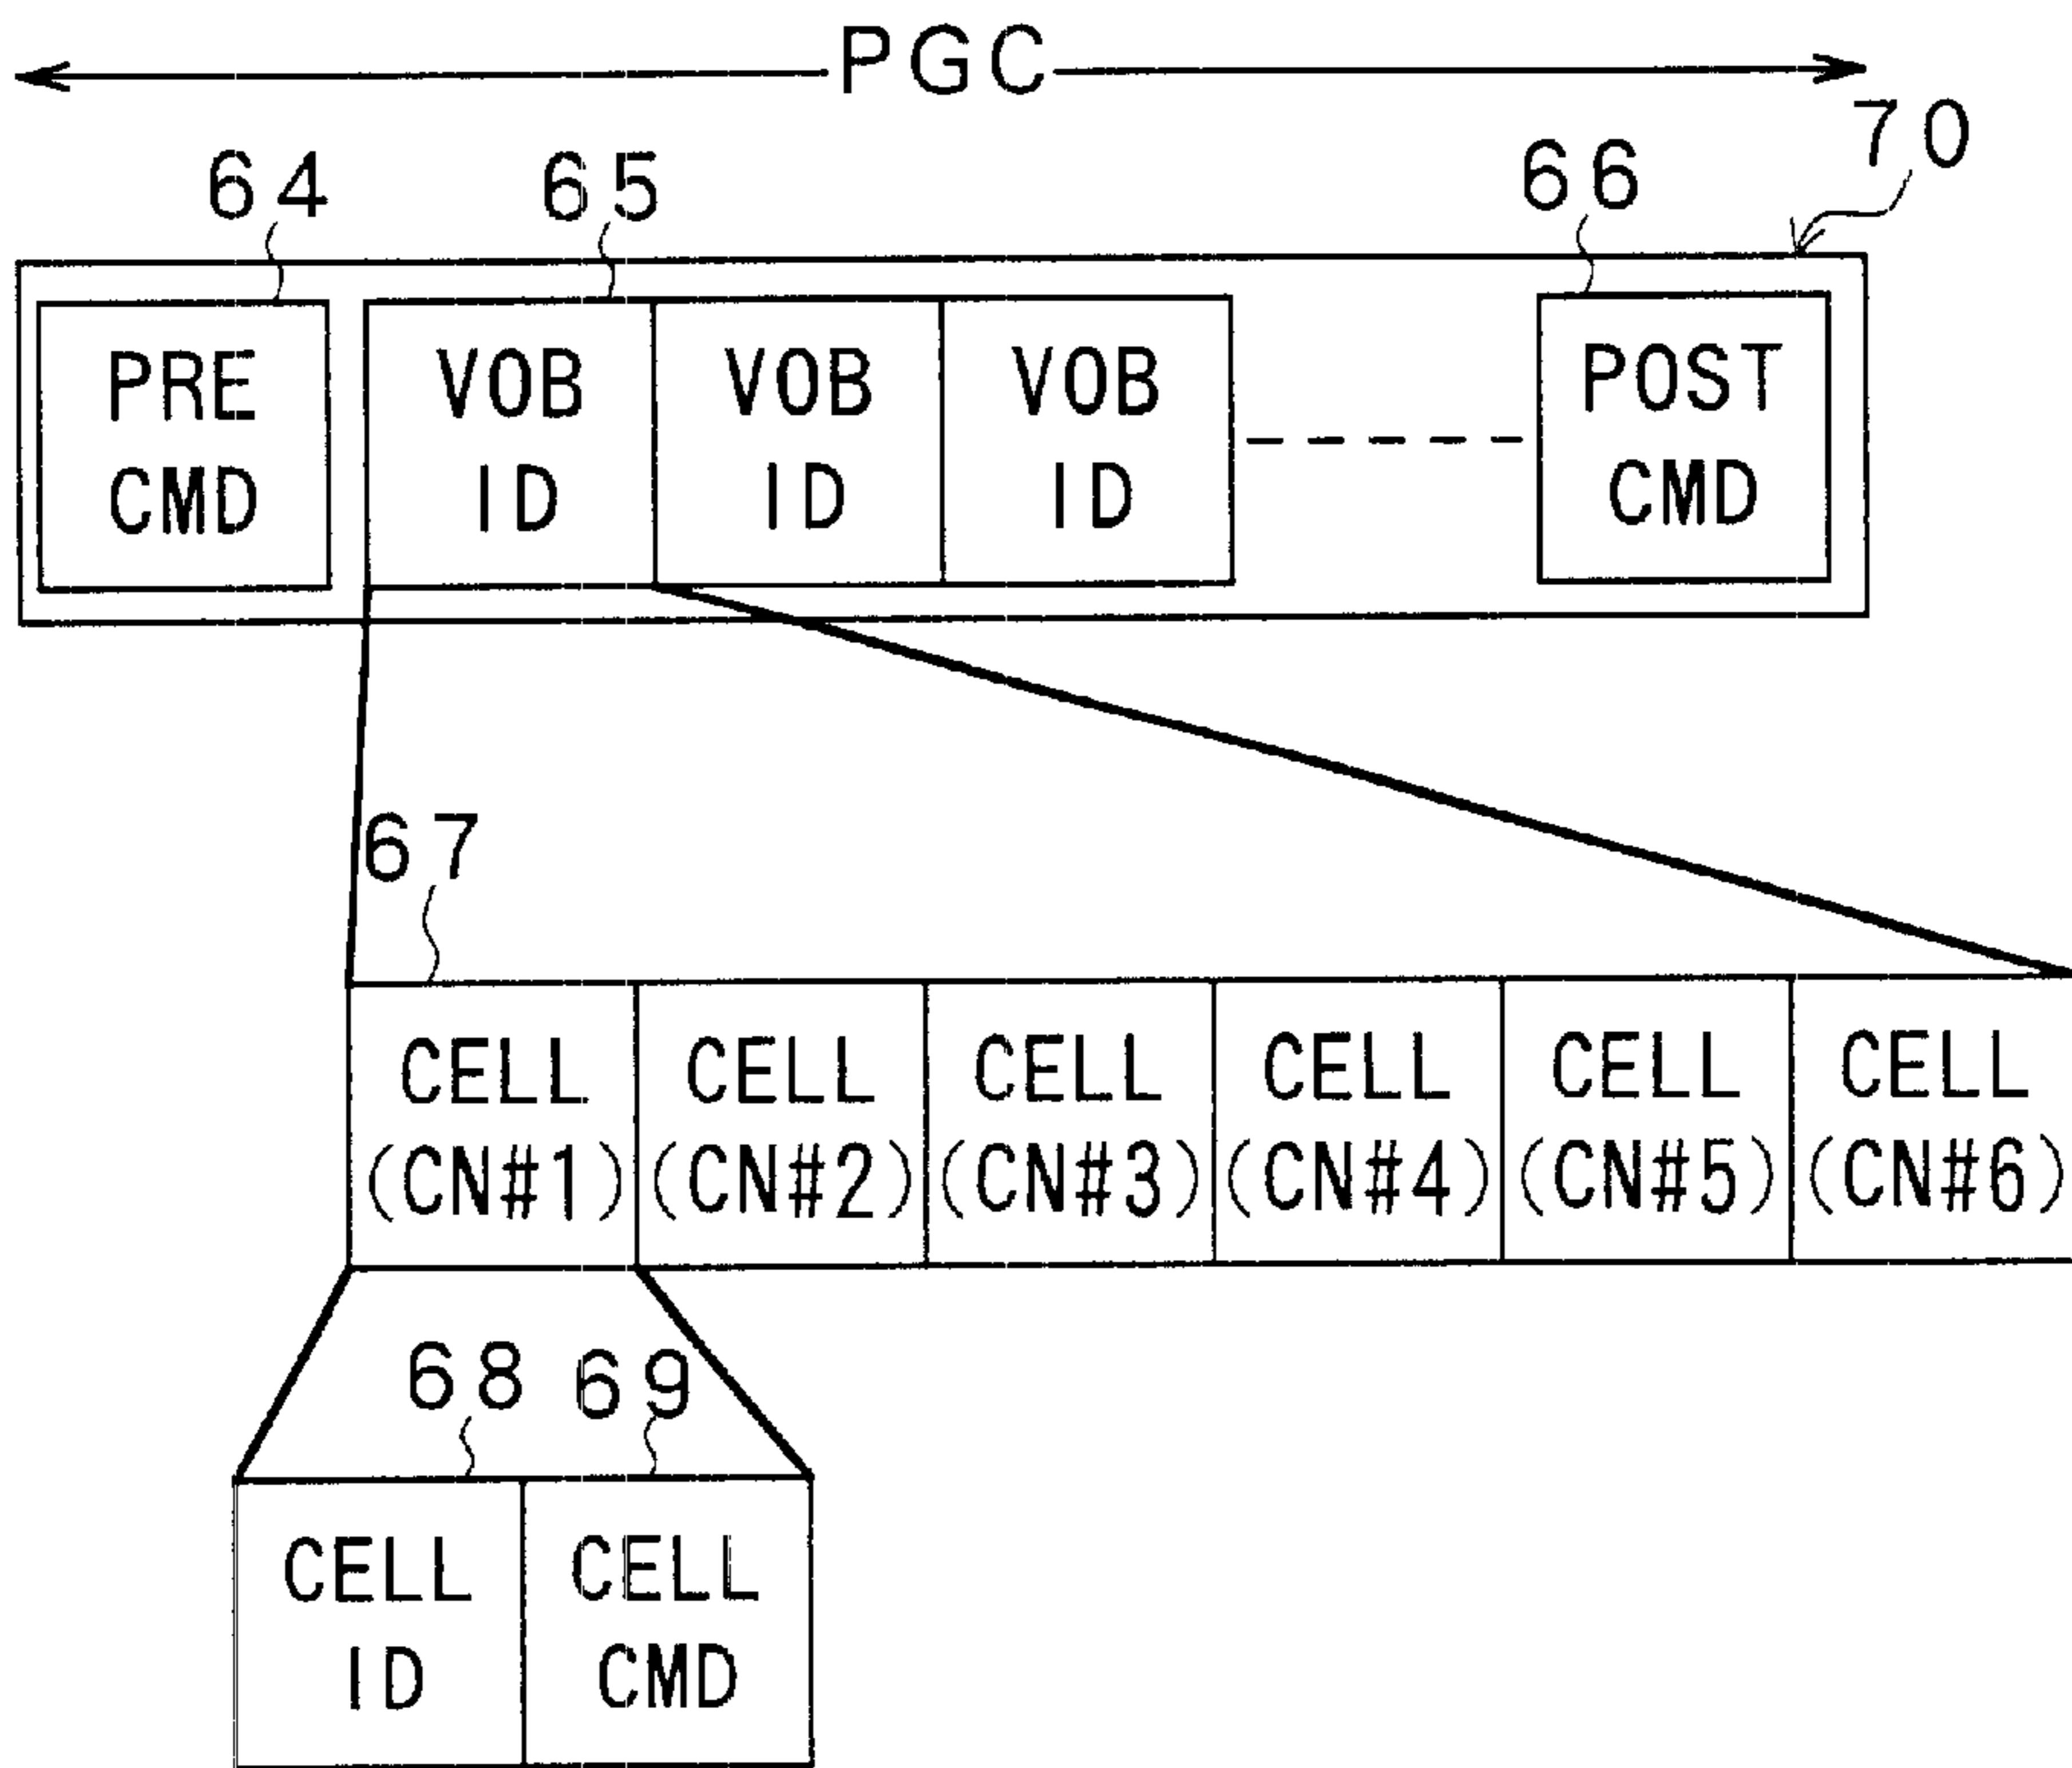 PGC
70
64 65 66
PRE CMD
VOB ID
VOB ID
VOB ID
POST CMD
67
CELL (CN#1)
CELL (CN#2)
CELL (CN#3)
CELL (CN#4)
CELL (CN#5)
CELL (CN#6)
68 69
CELL ID
CELL CMD